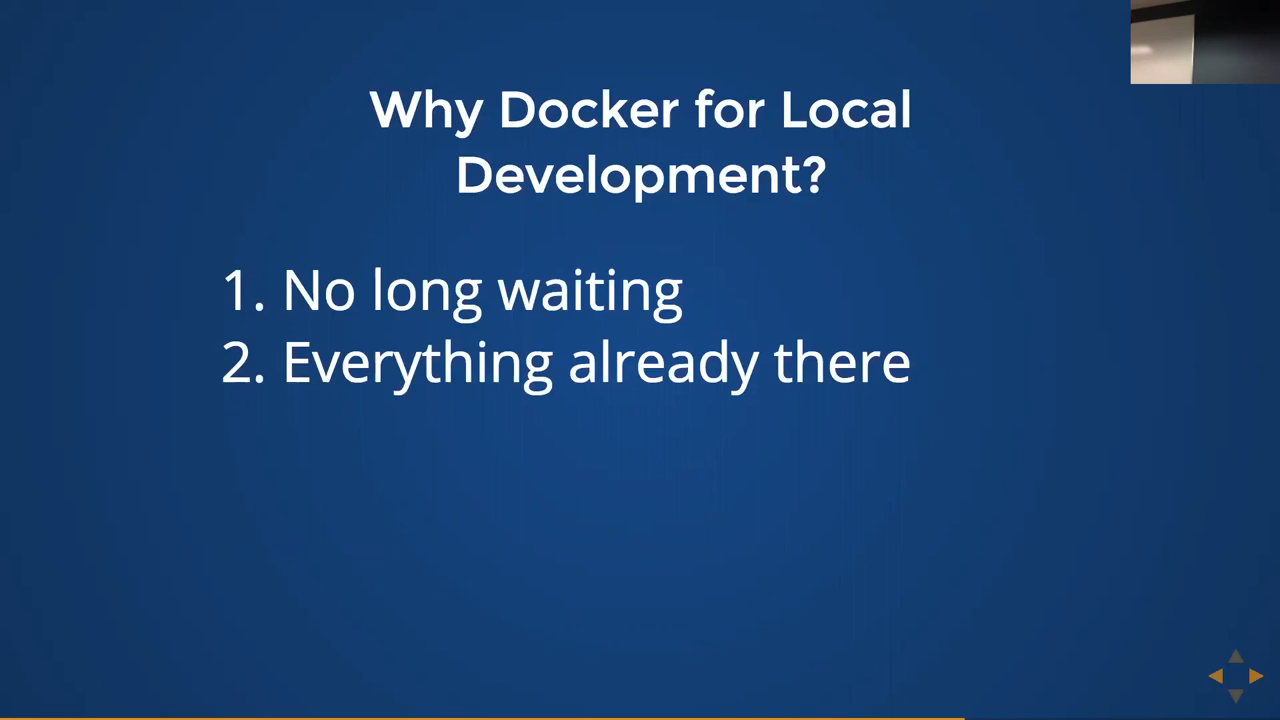 Why Docker for Local
Development?
1. No long waiting
2. Everything already there